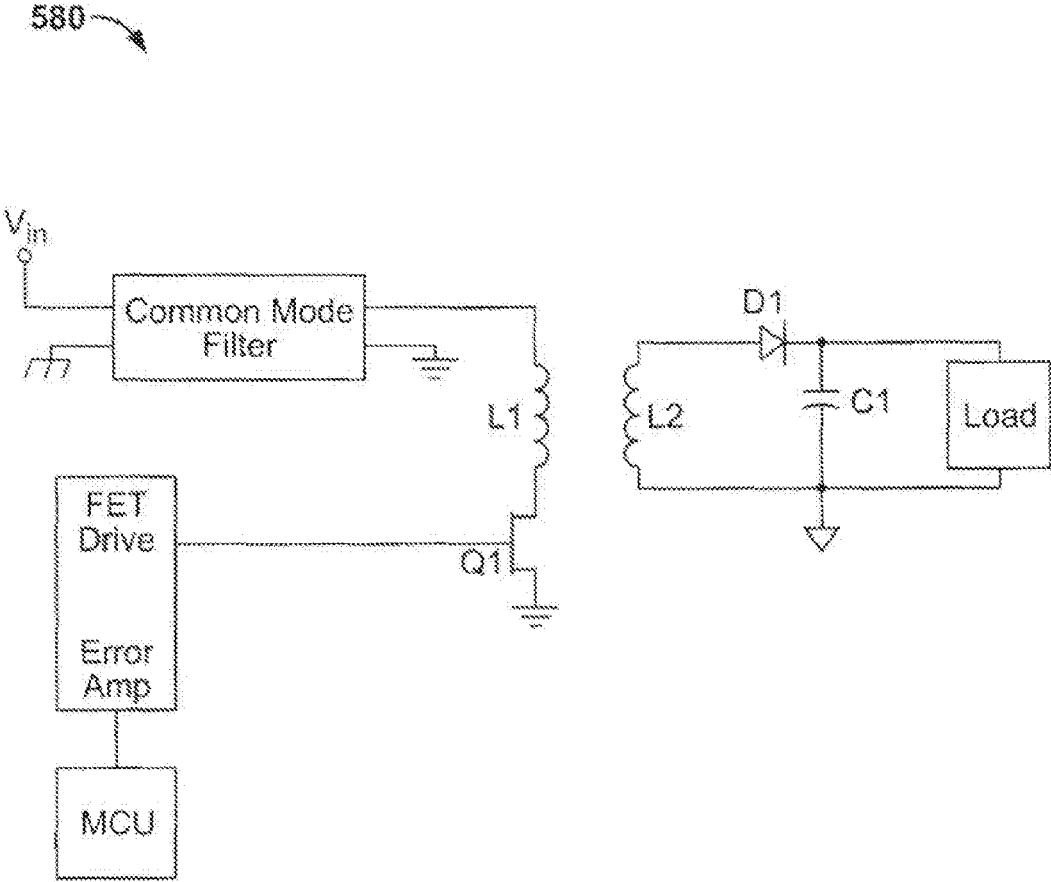 580
Vin
Common Mode
Filter
D1
L1
L2
C1
Load
FET
Drive
Q1
Error
Amp
MCU